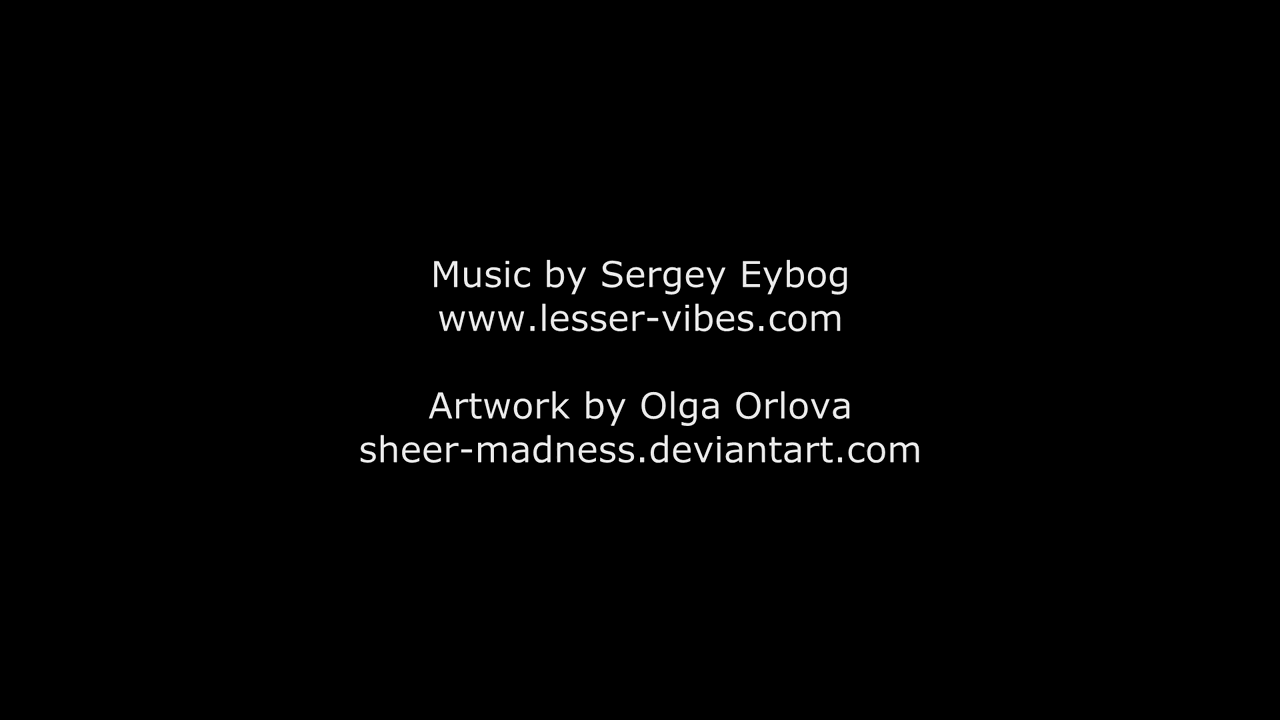 Music by Sergey Eybog
www.lesser-vibes.com
Artwork by Olga Orlova
sheer-madness.deviantart.com